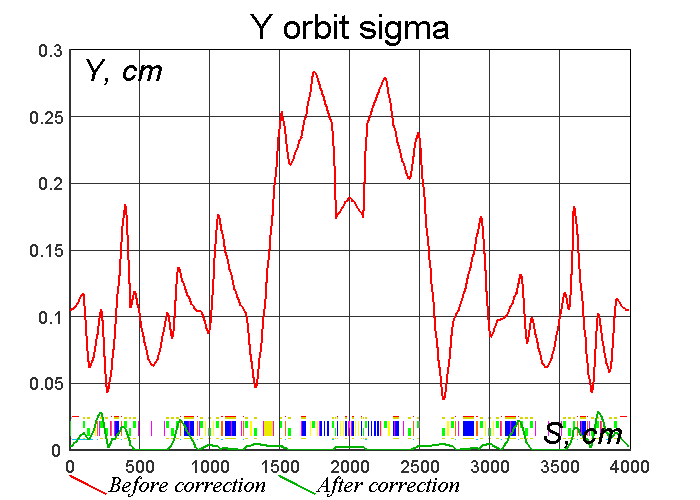 Y orbit sigma
0.3
Y, cm
0.25
0.2
0.15
0.1
0.05
S, cm
0
0 500 1000 1500 2000 2500 3000 3500 4000
Before correction After correction